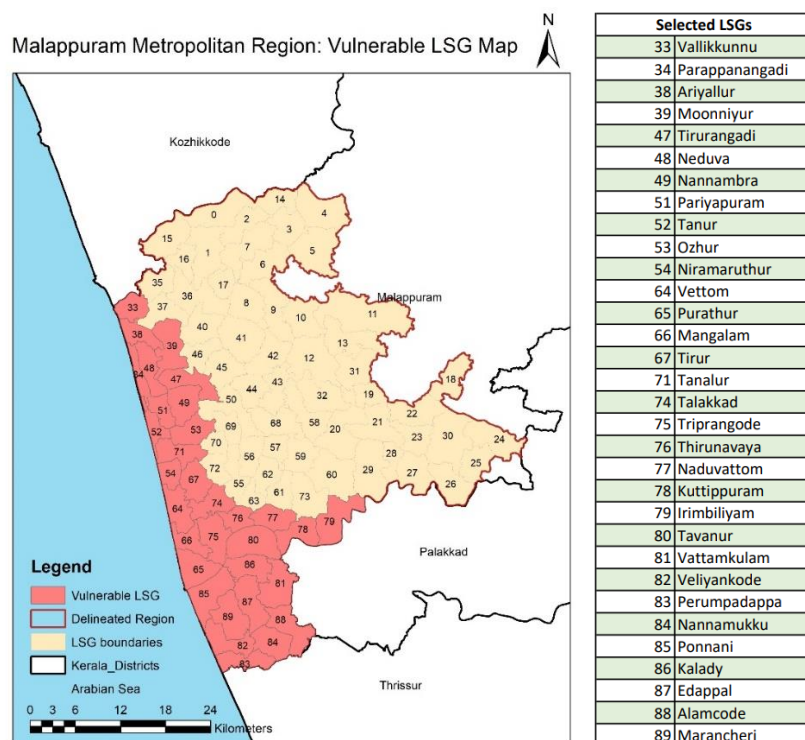 Malappuram Metropolitan Region: Vulnerable LSG Map
N
Kozhikkode
14
0
2
4
3
15
7
5
1
16
6
17
35
Malappuram
36
8
37
33
9
10
11
40
38
41
13
39
46
42
12
45
31
34
48
47
43
44
18
32
19
49
50
51
22
21
53
69
68
58
20
52
23
30
24
70
57
71
56
59
28
25
72
62
29
27
54
67
55
60
26
61
63
73
74
64
76
77
79
78
75
80
66
Palakkad
86
65
81
85
87
89
88
82
84
83
Thrissur
Legend
Vulnerable LSG
Delineated Region
LSG boundaries
Kerala_Districts
Arabian Sea
0 3 6 12 18 24
Kilometers
Selected LSGs
33 Vallikkunnu
34 Parappanangadi
38 Ariyallur
39 Moonniyur
47 Tirurangadi
48 Neduva
49 Nannambra
51 Pariyapuram
52 Tanur
53 Ozhur
54 Niramaruthur
64 Vettom
65 Purathur
66 Mangalam
67 Tirur
71 Tanalur
74 Talakkad
75 Triprangode
76 Thirunavaya
77 Naduvattom
78 Kuttippuram
79 Irimbiliyam
80 Tavanur
81 Vattamkulam
82 Veliyankode
83 Perumpadappa
84 Nannamukku
85 Ponnani
86 Kalady
87 Edappal
88 Alamcode
89 Marancheri